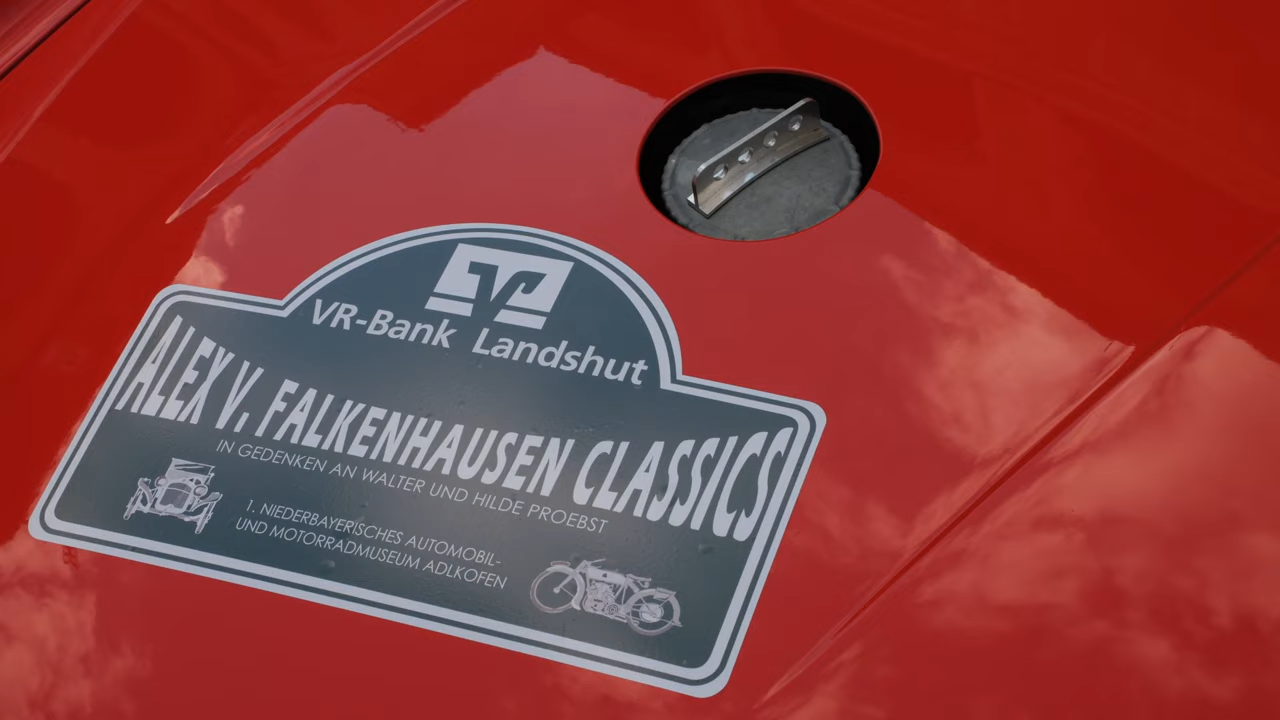 VR-Bank Landshut
ALEX V. FALKENHAUSEN CLASSICS
IN GEDENKEN AN WALTER UND HILDE PROEBST
1. NIEDERBAYERISCHES AUTOMOBIL-
UND MOTORRADMUSEUM ADLKOFEN